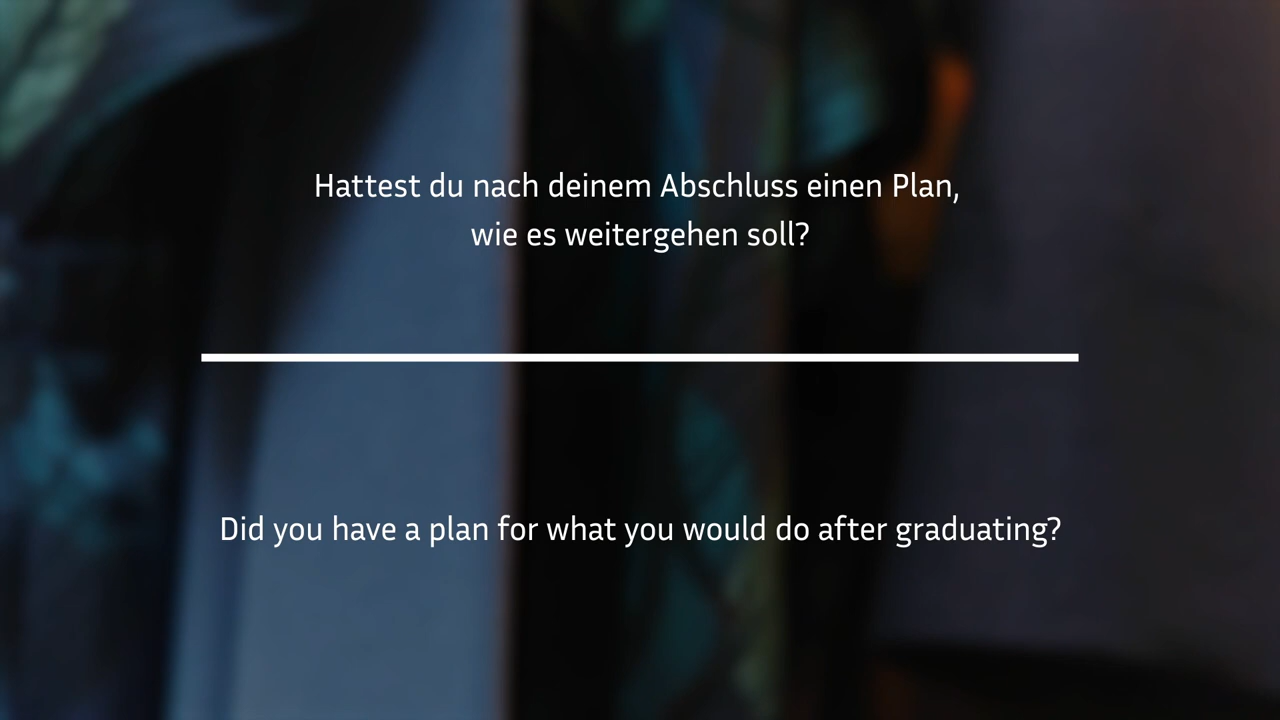 Hattest du nach deinem Abschluss einen Plan,
wie es weitergehen soll?
Did you have a plan for what you would do after graduating?